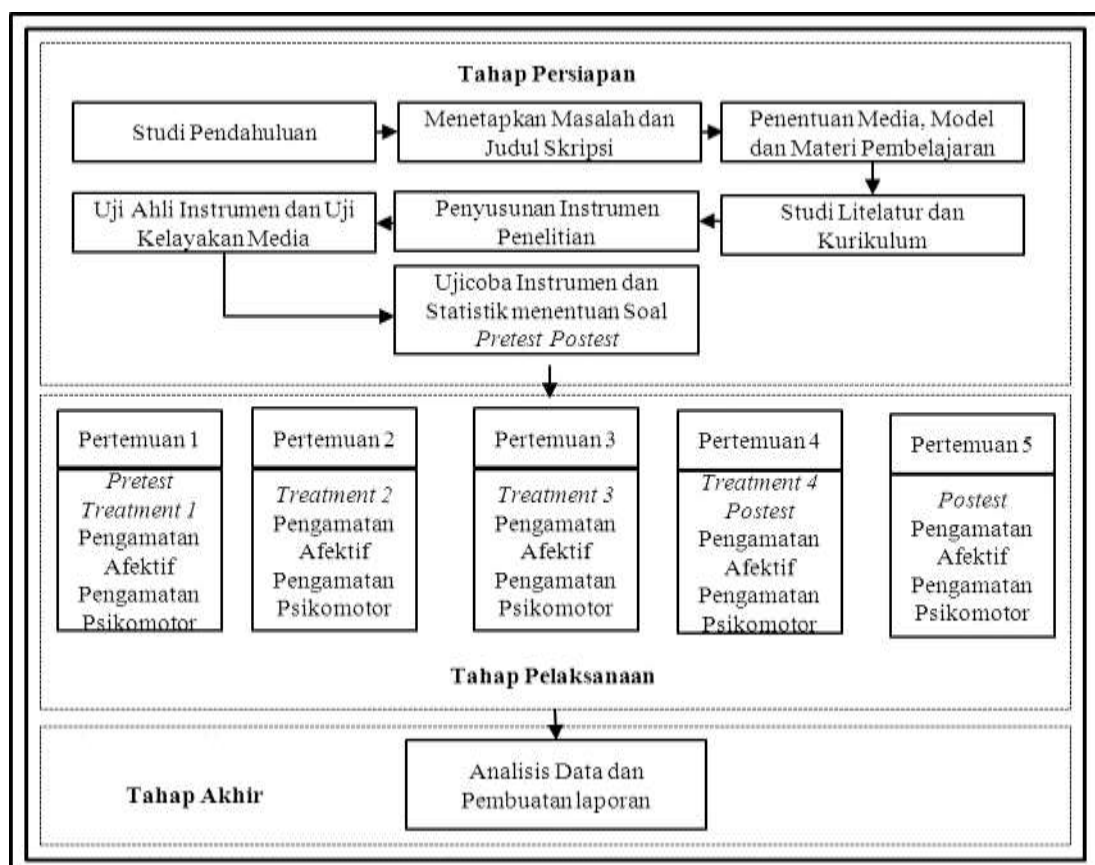 Tahap Persiapan
Studi Pendahuluan
Menetapkan Masalah dan
Judul Skripsi
Penentuan Media, Model
dan Materi Pembelajaran
Uji Ahli Instrumen dan Uji
Kelayakan Media
Penyusunan Instrumen
Penelitian
Studi Litelatur dan
Kurikulum
Ujicoba Instrumen dan
Statistik menentuan Soal
Pretest Postest
Pertemuan 1
Pretest
Treatment 1
Pengamatan
Afektif
Pengamatan
Psikomotor
Pertemuan 2
Treatment 2
Pengamatan
Afektif
Pengamatan
Psikomotor
Pertemuan 3
Treatment 3
Pengamatan
Afektif
Pengamatan
Psikomotor
Pertemuan 4
Treatment 4
Postest
Pengamatan
Afektif
Pengamatan
Psikomotor
Pertemuan 5
Postest
Pengamatan
Afektif
Pengamatan
Psikomotor
Tahap Pelaksanaan
Tahap Akhir
Analisis Data dan
Pembuatan laporan